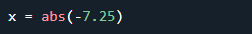 x = abs(-7.25)